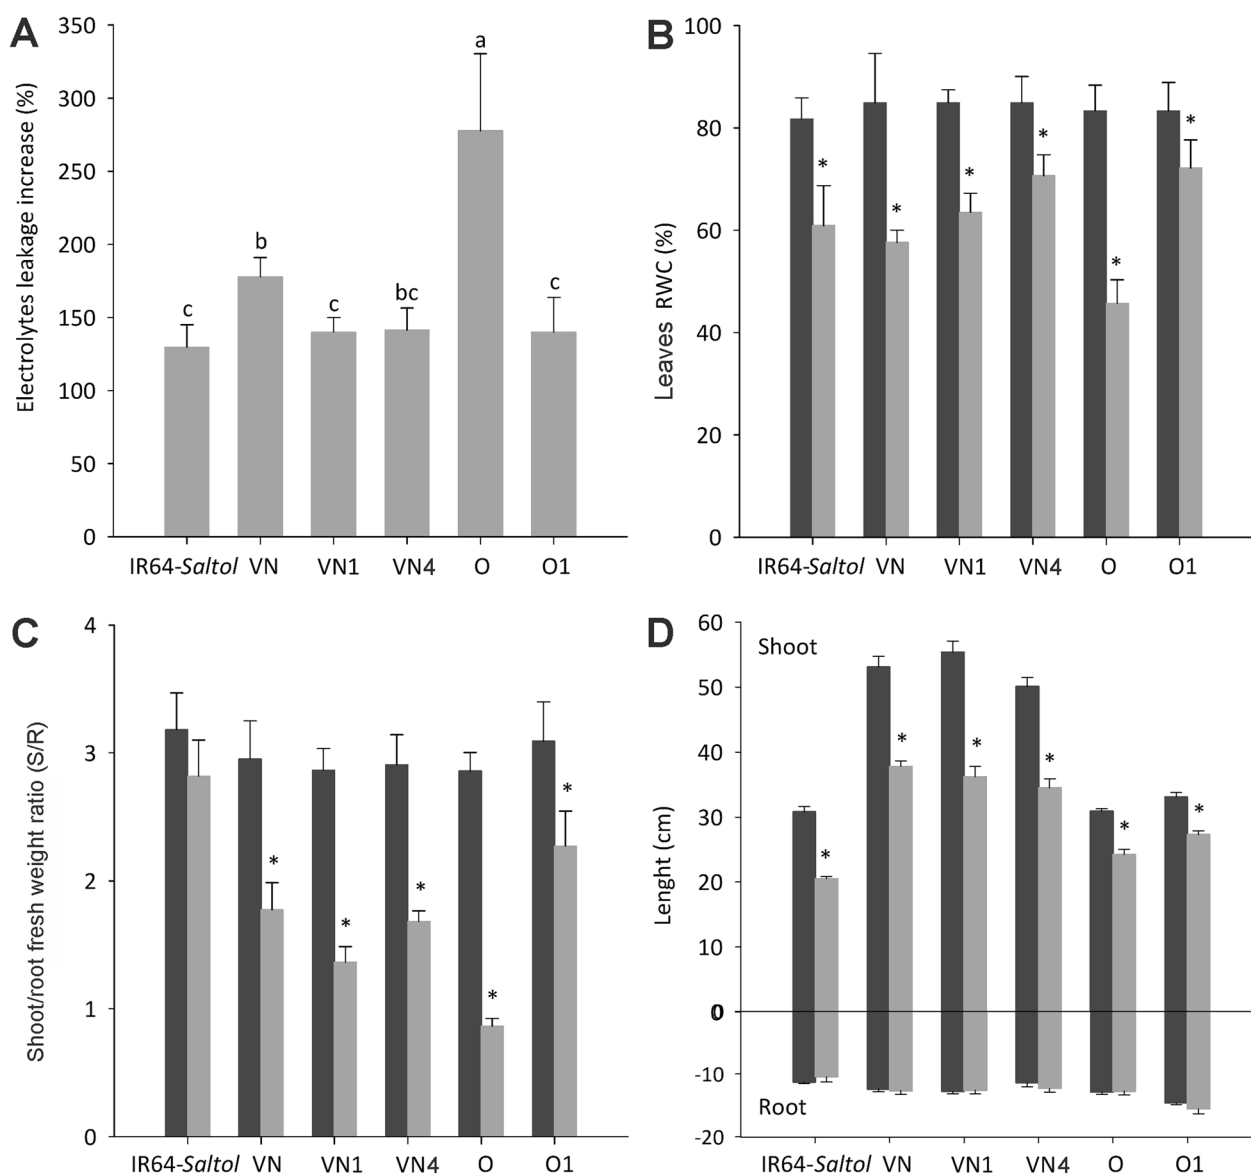 A
Electrolytes leakage increase (%)
350
300
250
200
150
100
50
0
c
b
c
bc
a
c
IR64-Saltol VN VN1 VN4 O O1
B
Leaves RWC (%)
100
80
60
40
20
0
* * * * * *
IR64-Saltol VN VN1 VN4 O O1
C
Shoot/root fresh weight ratio (S/R)
4
3
2
1
0
* * * * *
IR64-Saltol VN VN1 VN4 O O1
D
Lenght (cm)
60
50
40
30
20
10
0
-10
-20
Shoot
* * * * * *
Root
IR64-Saltol VN VN1 VN4 O O1